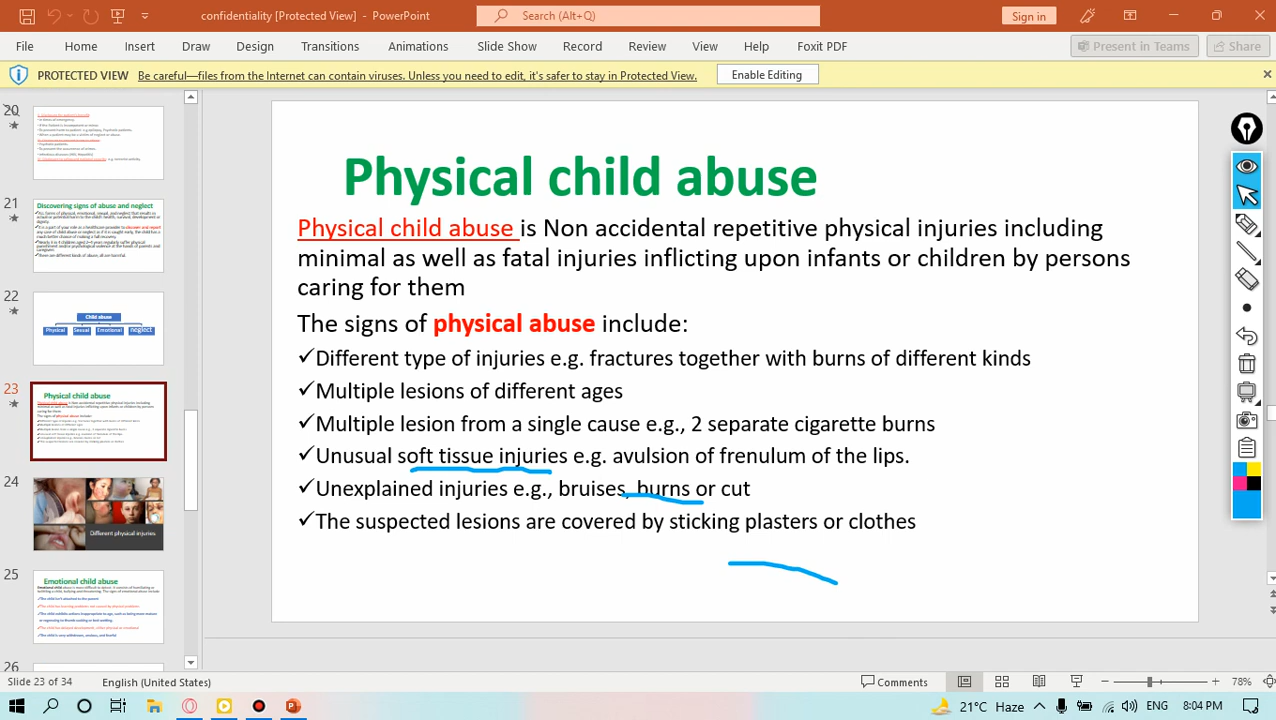 confidentiality [Protected View] - PowerPoint
Search (Alt+Q)
Sign in
File Home Insert Draw Design Transitions Animations Slide Show Record Review View Help Foxit PDF
Present in Teams
Share
PROTECTED VIEW Be careful—files from the Internet can contain viruses. Unless you need to edit, it's safer to stay in Protected View. Enable Editing
20
21
Discovering signs of abuse and neglect
22
Child abuse
Physical Sexual Emotional neglect
23
Physical child abuse
24
Different physical injuries
25
Emotional child abuse
26
Physical child abuse
Physical child abuse is Non accidental repetitive physical injuries including
minimal as well as fatal injuries inflicting upon infants or children by persons
caring for them
The signs of physical abuse include:
✓Different type of injuries e.g. fractures together with burns of different kinds
✓Multiple lesions of different ages
✓Multiple lesion from a single cause e.g., 2 separate cigarette burns
✓Unusual soft tissue injuries e.g. avulsion of frenulum of the lips.
✓Unexplained injuries e.g., bruises, burns or cut
✓The suspected lesions are covered by sticking plasters or clothes
Slide 23 of 34
English (United States)
Comments
78%
21°C Haze
ENG
8:04 PM